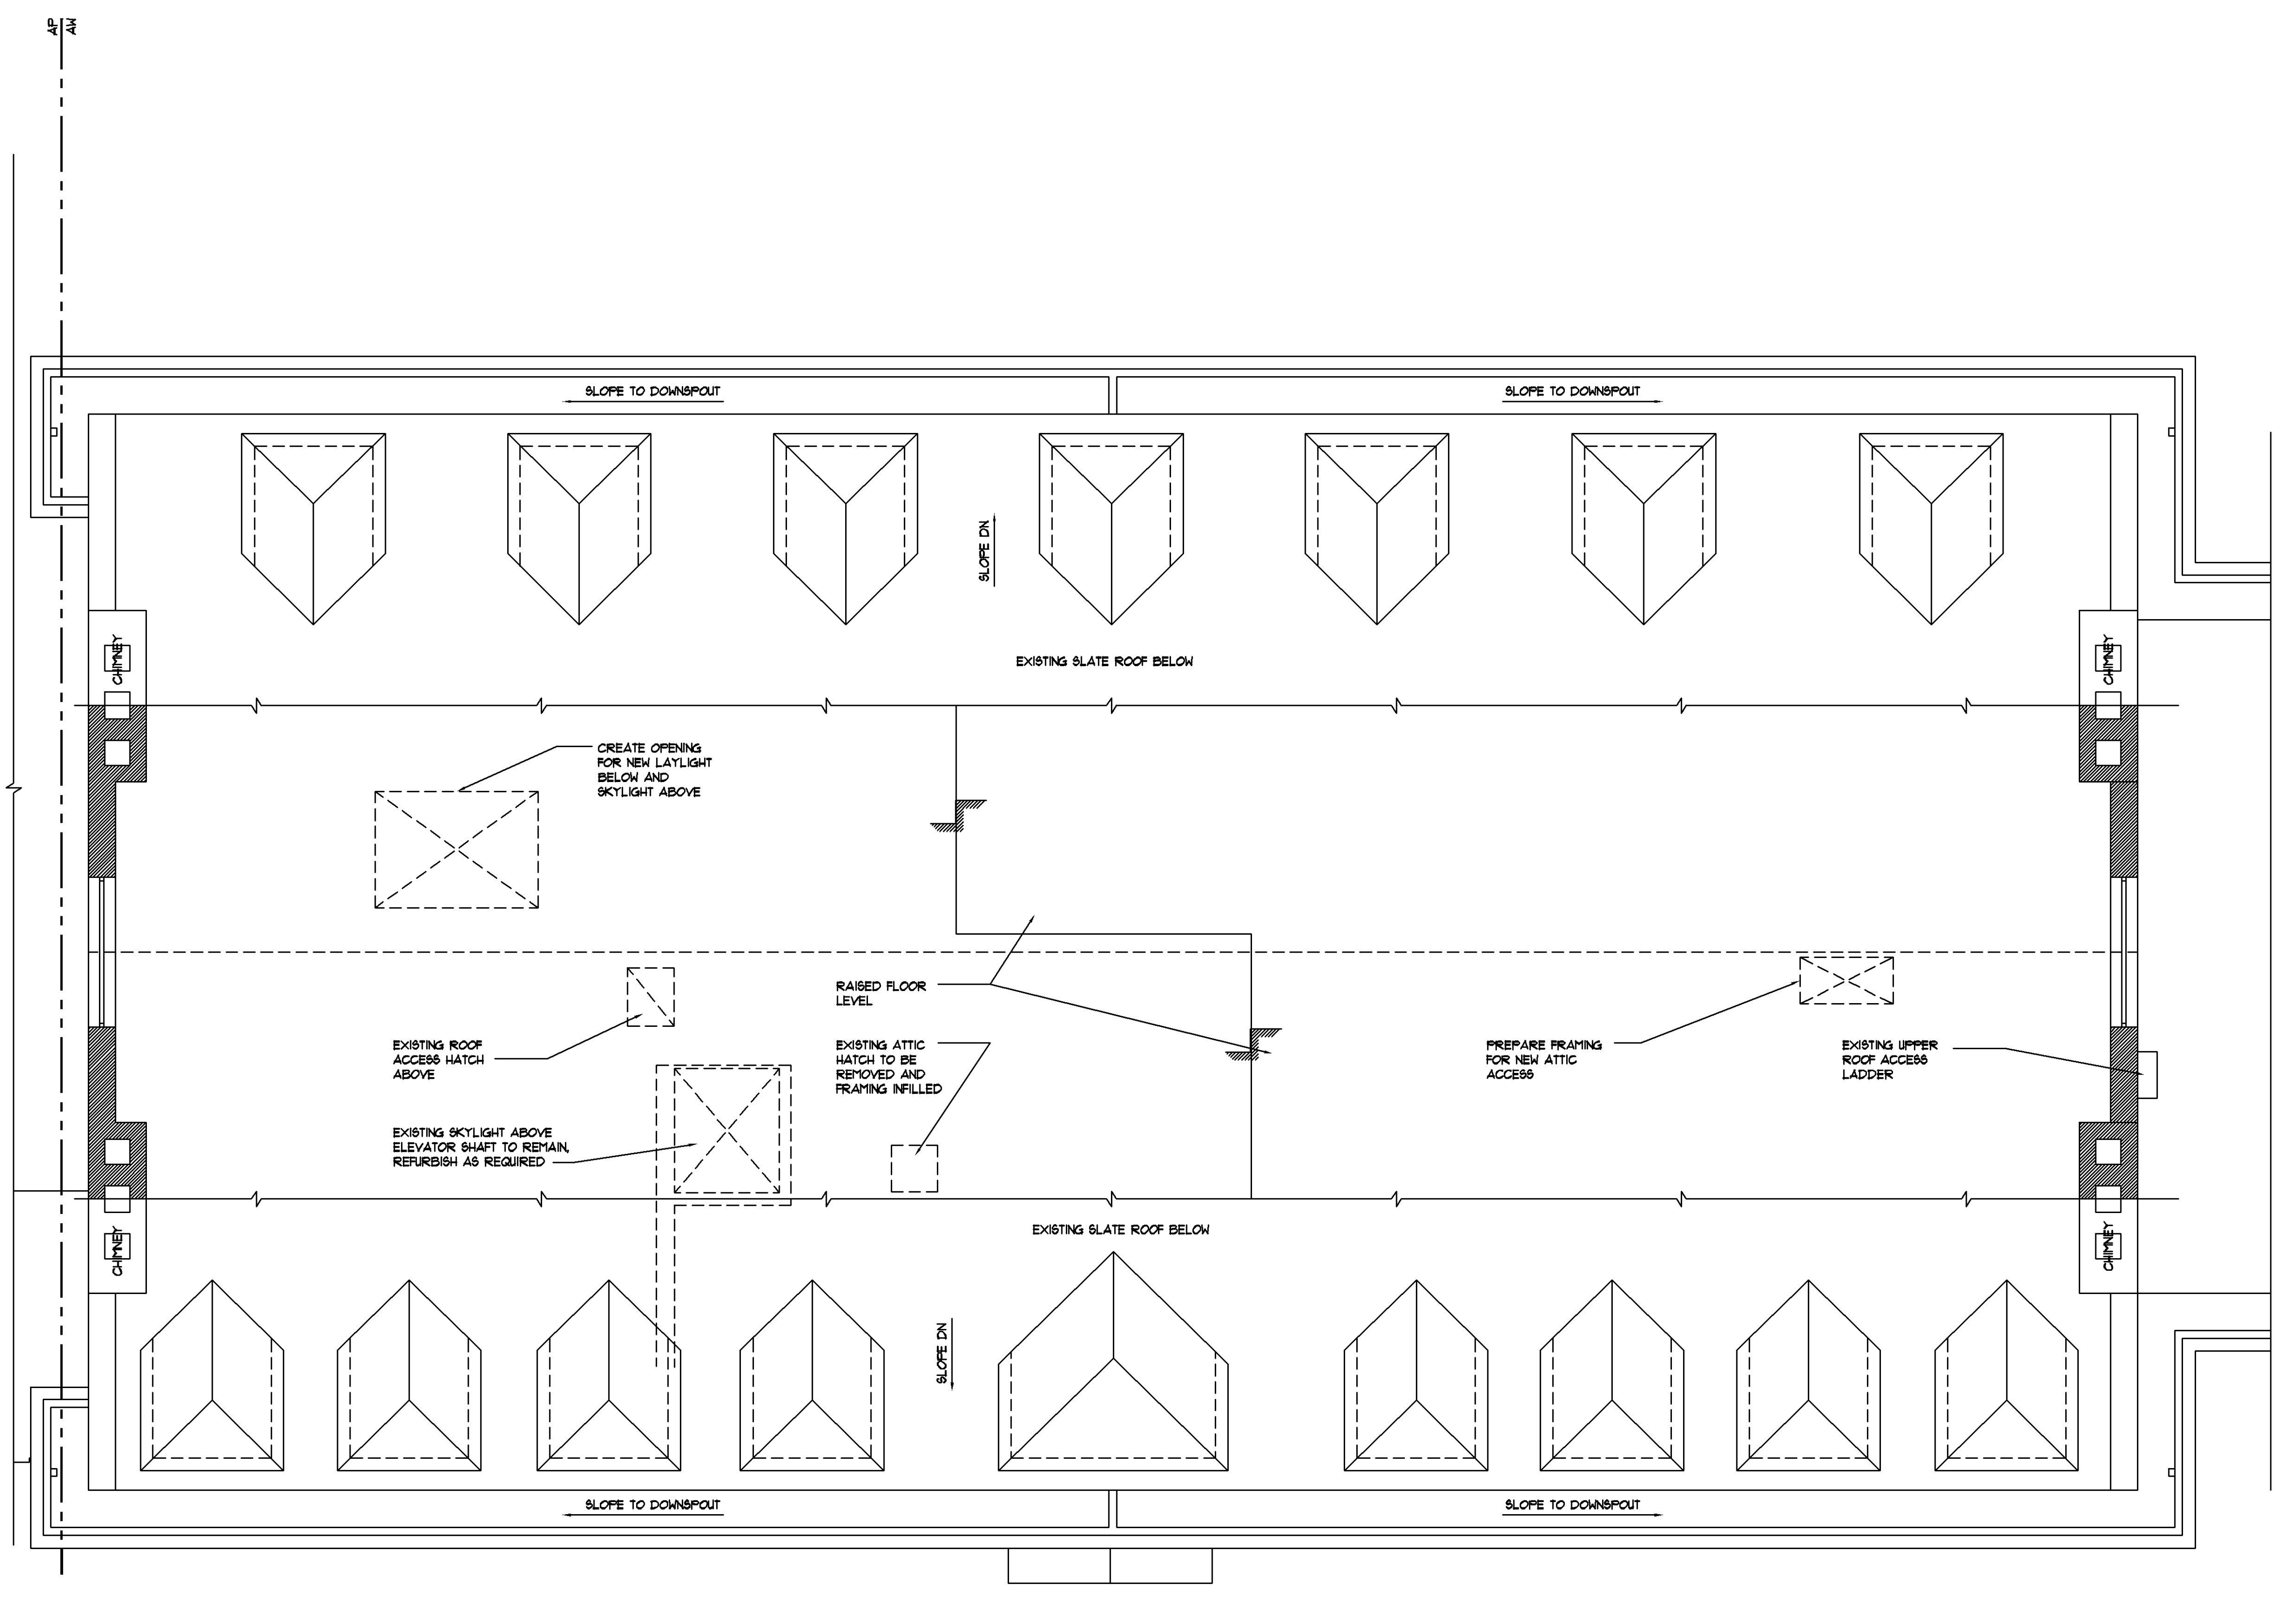 AP
AW
SLOPE TO DOWNSPOUT
SLOPE TO DOWNSPOUT
SLOPE DN
CHIMNEY
CHIMNEY
EXISTING SLATE ROOF BELOW
CREATE OPENING
FOR NEW LAYLIGHT
BELOW AND
SKYLIGHT ABOVE
RAISED FLOOR
LEVEL
EXISTING ROOF
ACCESS HATCH
ABOVE
EXISTING ATTIC
HATCH TO BE
REMOVED AND
FRAMING INFILLED
PREPARE FRAMING
FOR NEW ATTIC
ACCESS
EXISTING UPPER
ROOF ACCESS
LADDER
EXISTING SKYLIGHT ABOVE
ELEVATOR SHAFT TO REMAIN,
REFURBISH AS REQUIRED
CHIMNEY
CHIMNEY
EXISTING SLATE ROOF BELOW
SLOPE DN
SLOPE TO DOWNSPOUT
SLOPE TO DOWNSPOUT